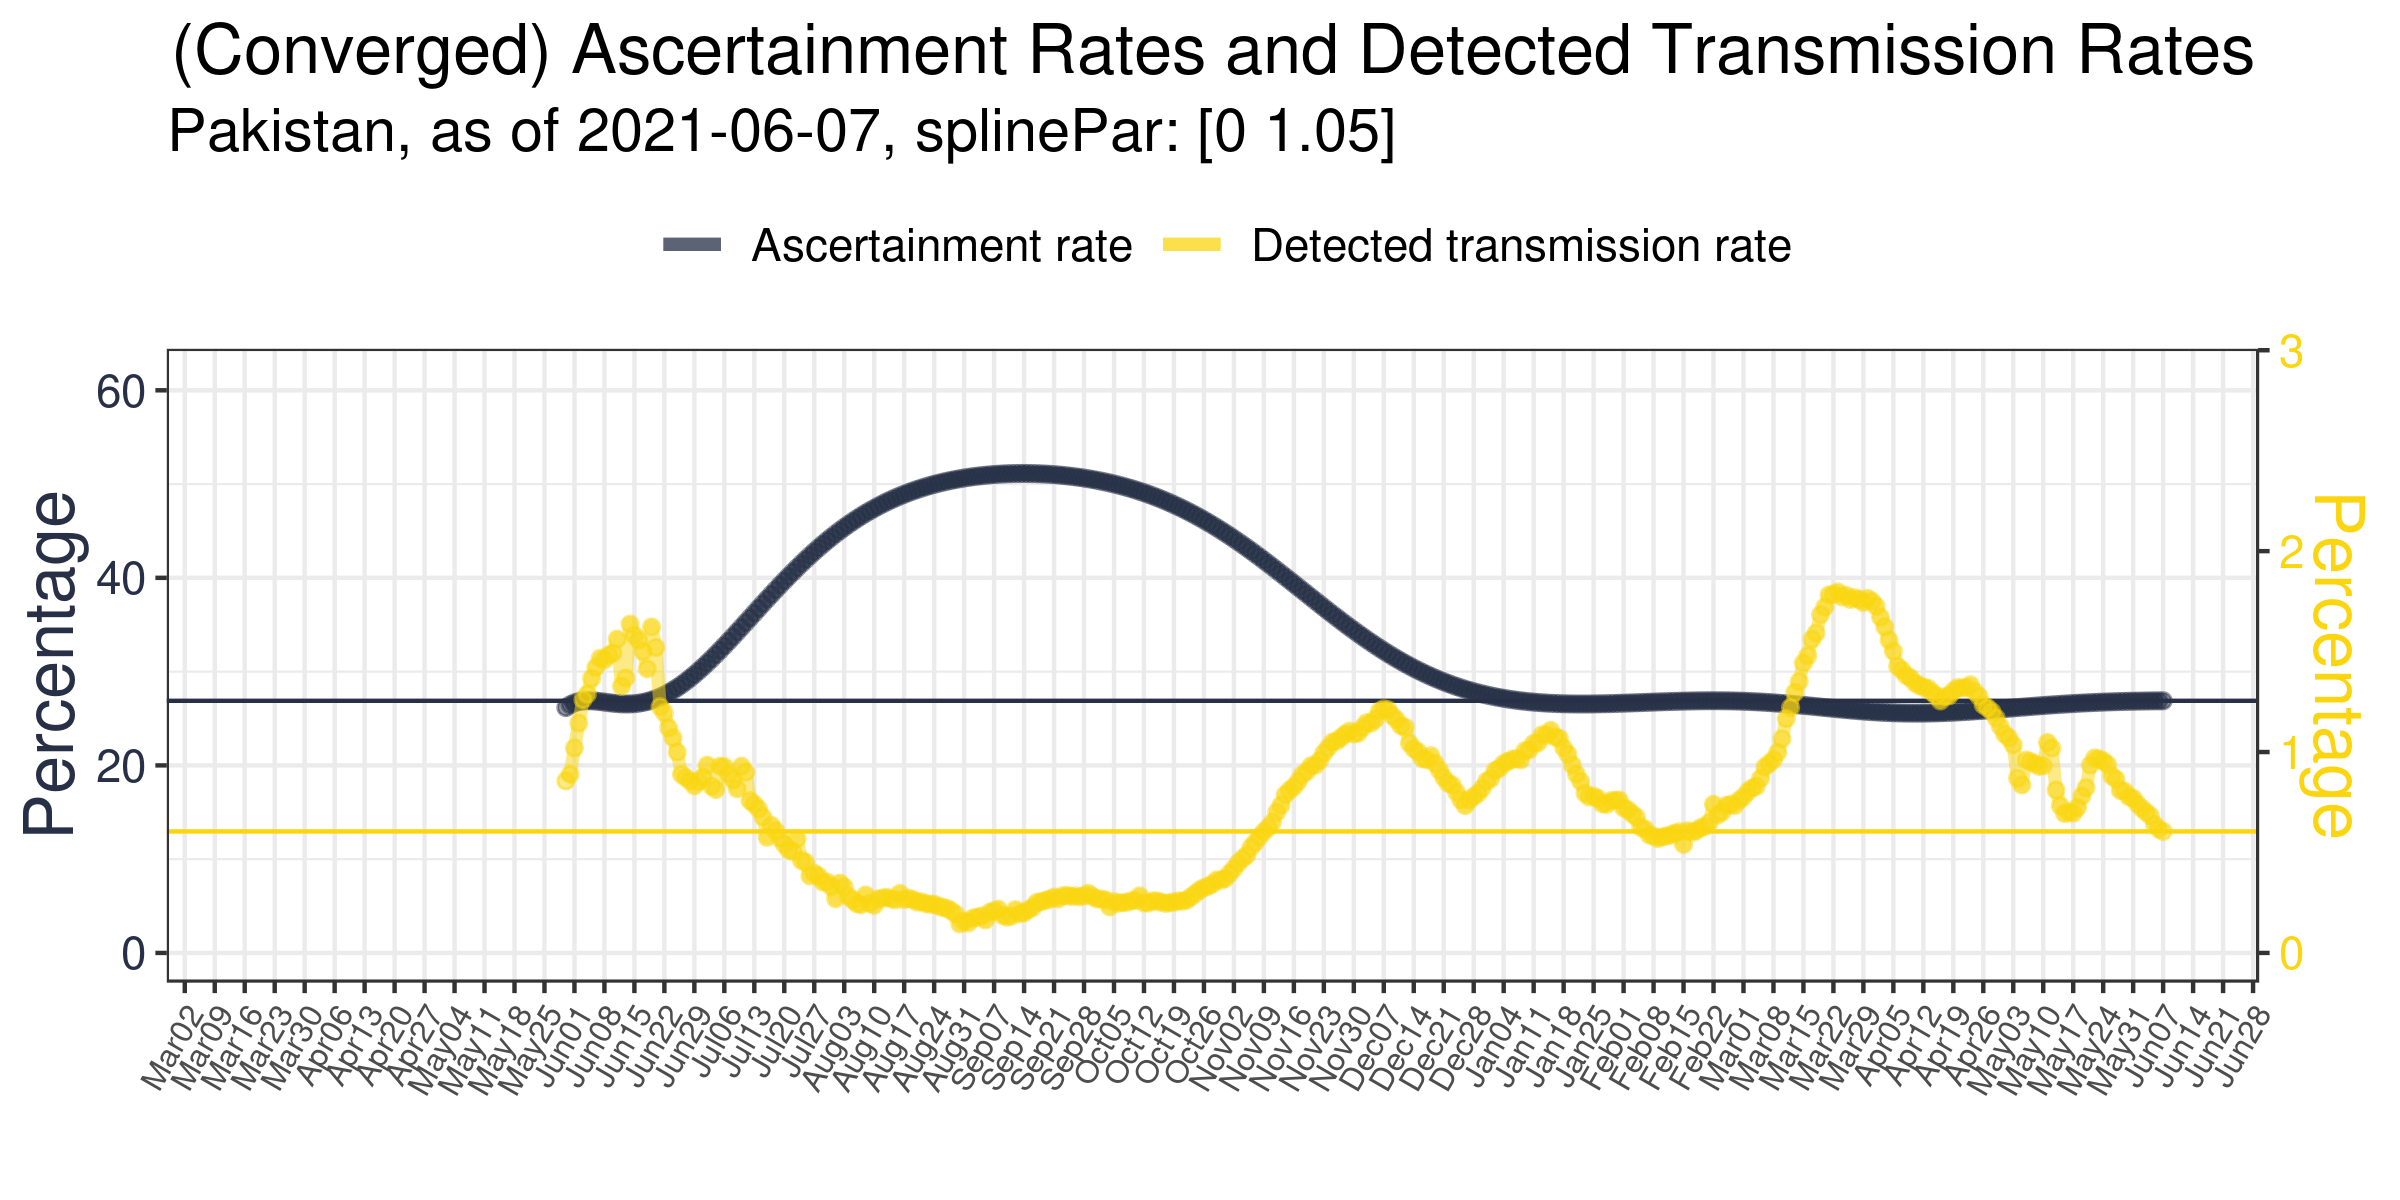 (Converged) Ascertainment Rates and Detected Transmission Rates
Pakistan, as of 2021-06-07, splinePar: [0 1.05]
Ascertainment rate
Detected transmission rate
Percentage
60
40
20
0
3
2
1
0
Percentage
Mar02
Mar09
Mar16
Mar23
Mar30
Apr06
Apr13
Apr20
Apr27
May04
May11
May18
May25
Jun01
Jun08
Jun15
Jun22
Jun29
Jul06
Jul13
Jul20
Jul27
Aug03
Aug10
Aug17
Aug24
Aug31
Sep07
Sep14
Sep21
Sep28
Oct05
Oct12
Oct19
Oct26
Nov02
Nov09
Nov16
Nov23
Nov30
Dec07
Dec14
Dec21
Dec28
Jan04
Jan11
Jan18
Jan25
Feb01
Feb08
Feb15
Feb22
Mar01
Mar08
Mar15
Mar22
Mar29
Apr05
Apr12
Apr19
Apr26
May03
May10
May17
May24
May31
Jun07
Jun14
Jun21
Jun28